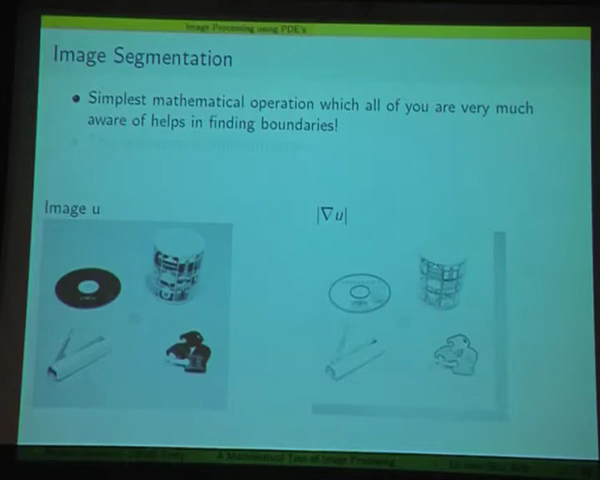 Image Processing using PDE's
Image Segmentation
Simplest mathematical operation which all of you are very much
aware of helps in finding boundaries!
Image u
|∇u|
A Mathematical Tour of Image Processing